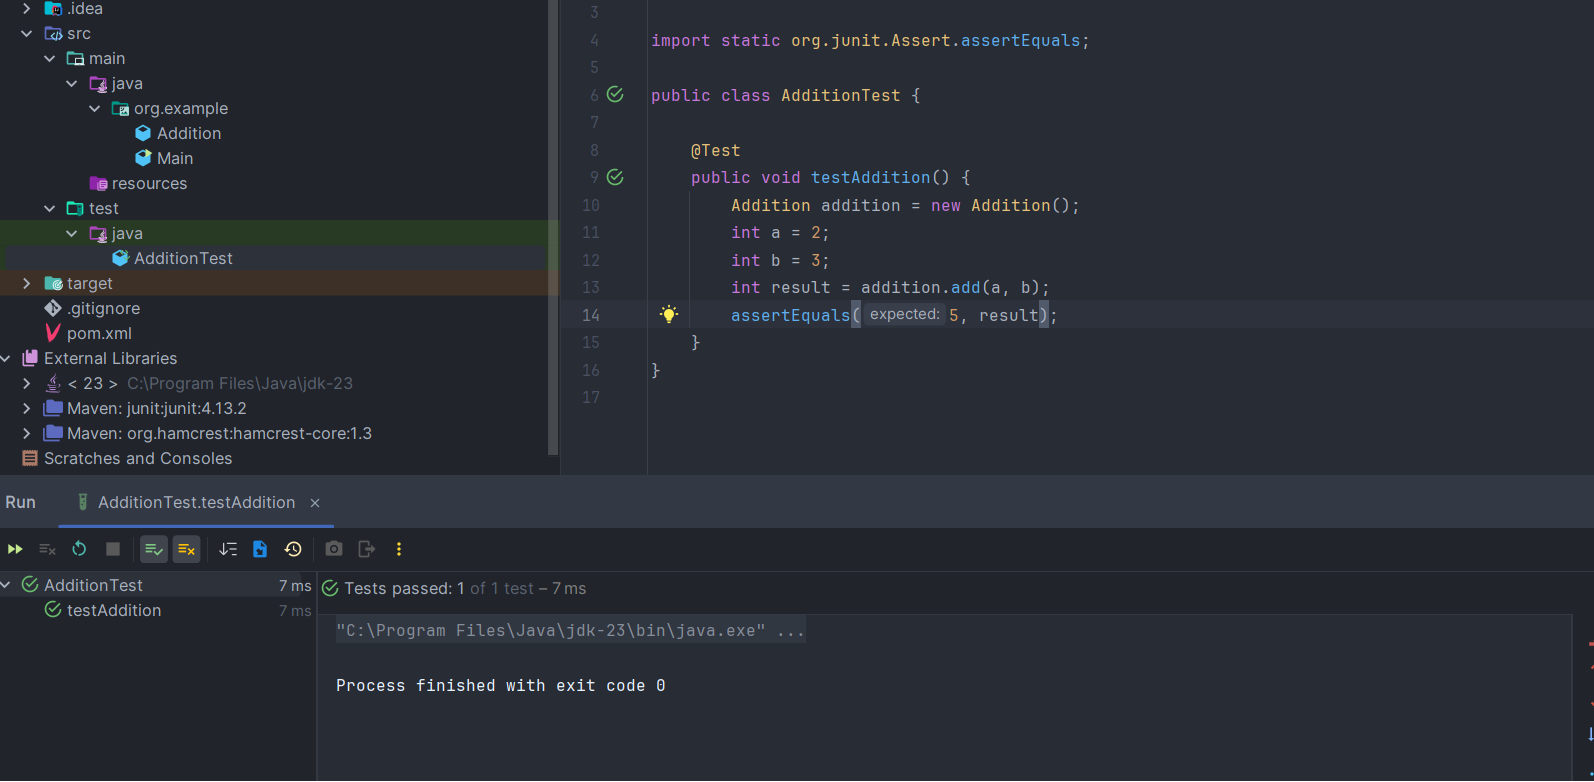 .idea
src
main
java
org.example
Addition
Main
resources
test
java
AdditionTest
target
.gitignore
pom.xml
External Libraries
< 23 > C:\Program Files\Java\jdk-23
Maven: junit:junit:4.13.2
Maven: org.hamcrest:hamcrest-core:1.3
Scratches and Consoles
3
4 import static org.junit.Assert.assertEquals;
5
6 public class AdditionTest {
7
8 @Test
9 public void testAddition() {
10 Addition addition = new Addition();
11 int a = 2;
12 int b = 3;
13 int result = addition.add(a, b);
14 assertEquals( expected: 5, result);
15 }
16 }
17
Run AdditionTest.testAddition ×
AdditionTest 7 ms
testAddition 7 ms
Tests passed: 1 of 1 test – 7 ms
"C:\Program Files\Java\jdk-23\bin\java.exe" ...
Process finished with exit code 0